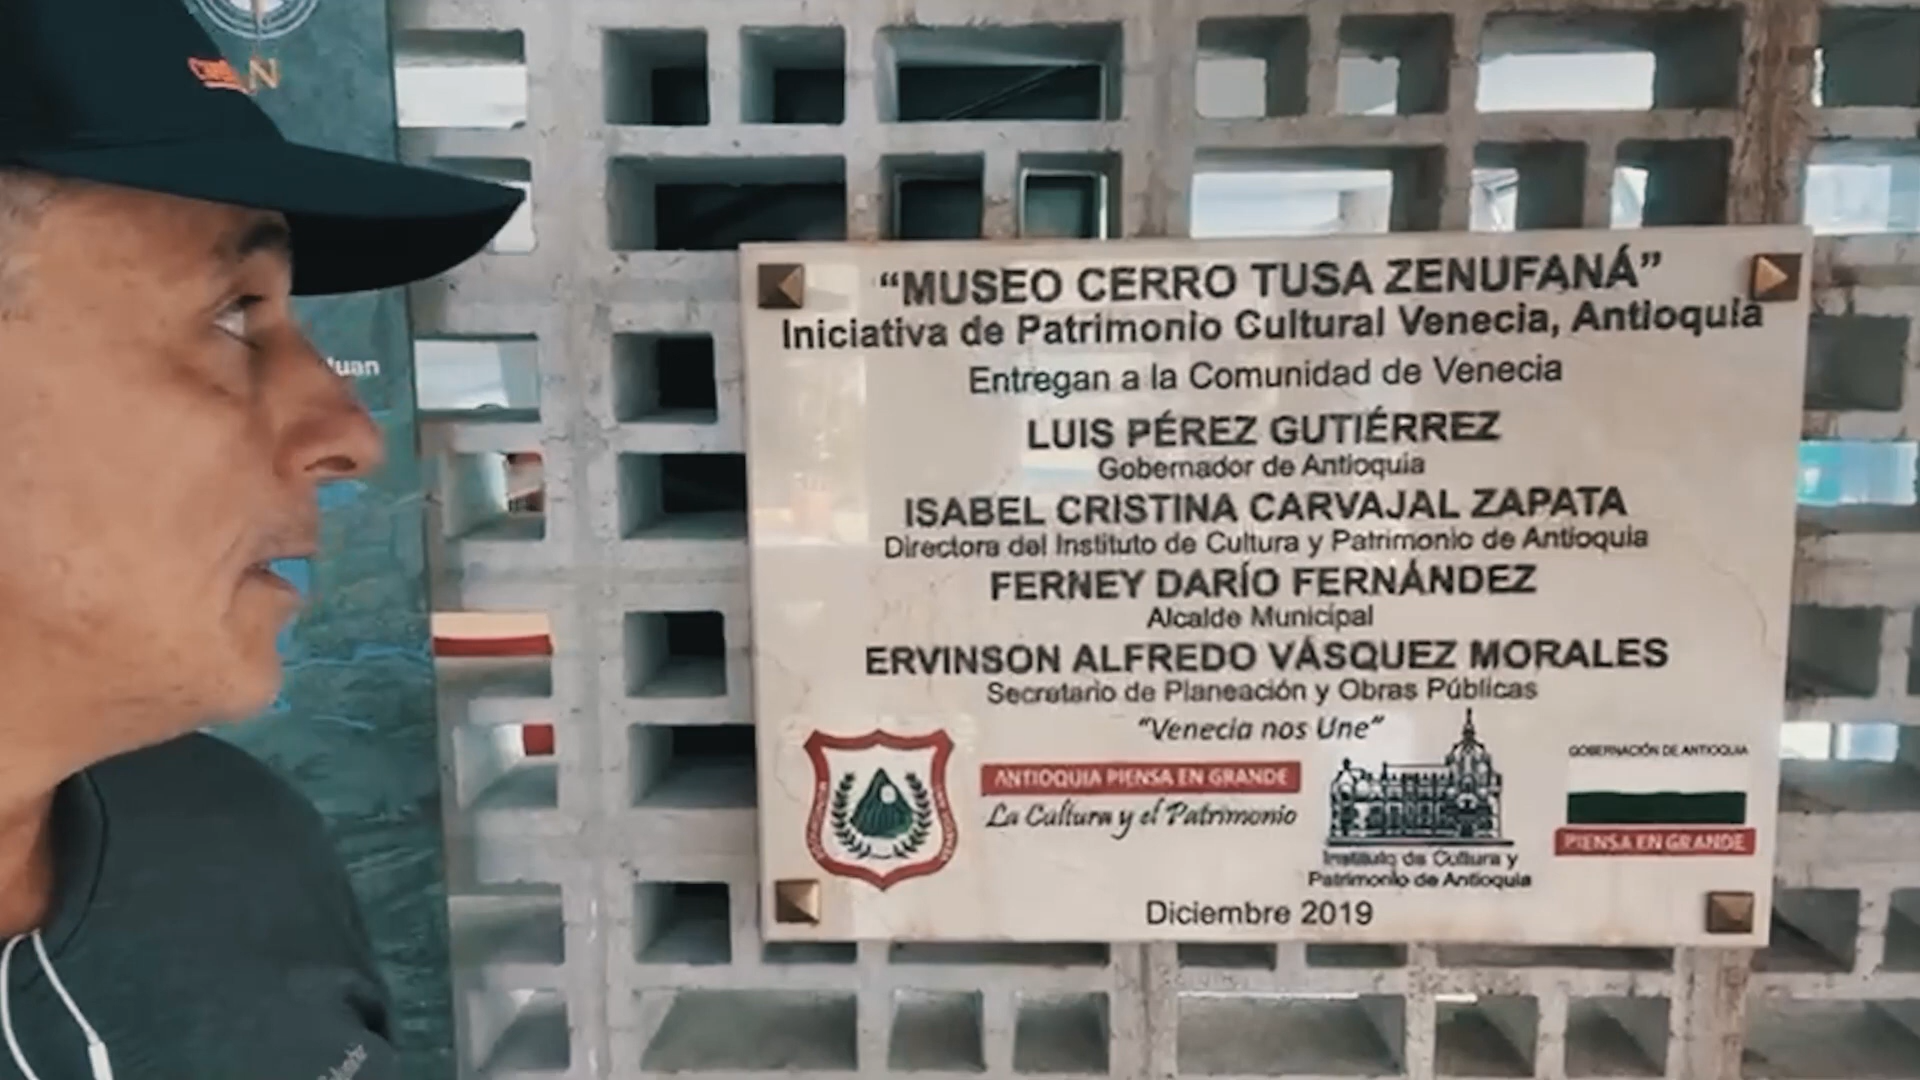 N
"MUSEO CERRO TUSA ZENUFANÁ"
Iniciativa de Patrimonio Cultural Venecia, Antioquia
Entregan a la Comunidad de Venecia
LUIS PÉREZ GUTIÉRREZ
Gobernador de Antioquia
ISABEL CRISTINA CARVAJAL ZAPATA
Directora del Instituto de Cultura y Patrimonio de Antioquia
FERNEY DARÍO FERNÁNDEZ
Alcalde Municipal
ERVINSON ALFREDO VÁSQUEZ MORALES
Secretario de Planeación y Obras Públicas
"Venecia nos Une"
ANTIOQUIA PIENSA EN GRANDE
La Cultura y el Patrimonio
Instituto de Cultura y
Patrimonio de Antioquia
GOBERNACIÓN DE ANTIOQUIA
PIENSA EN GRANDE
Diciembre 2019